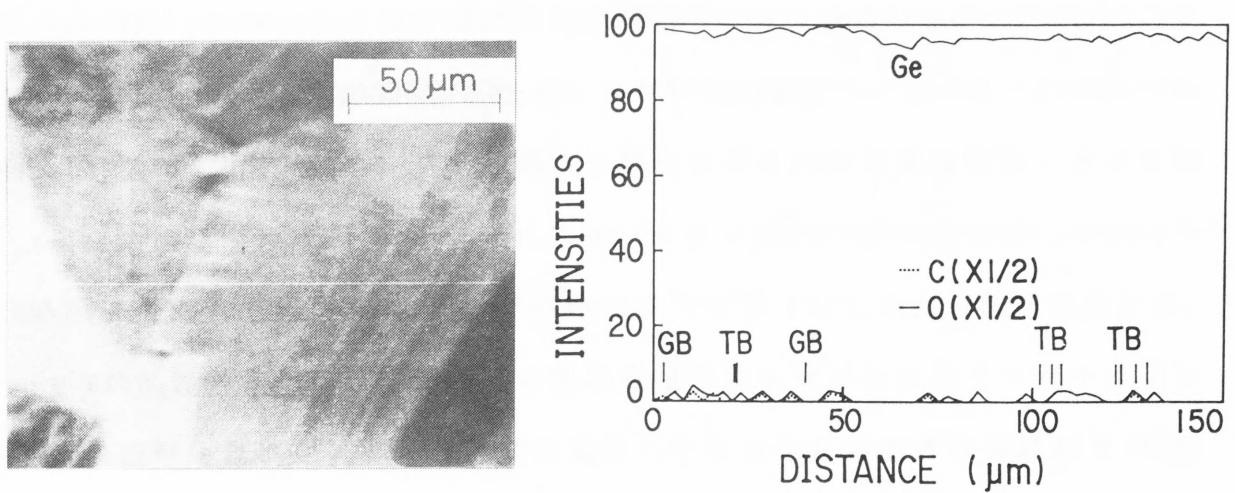 50 μm
INTENSITIES
100
80
60
40
20
0
Ge
C(X1/2)
O(X1/2)
GB TB GB TB TB
0 50 100 150
DISTANCE (μm)